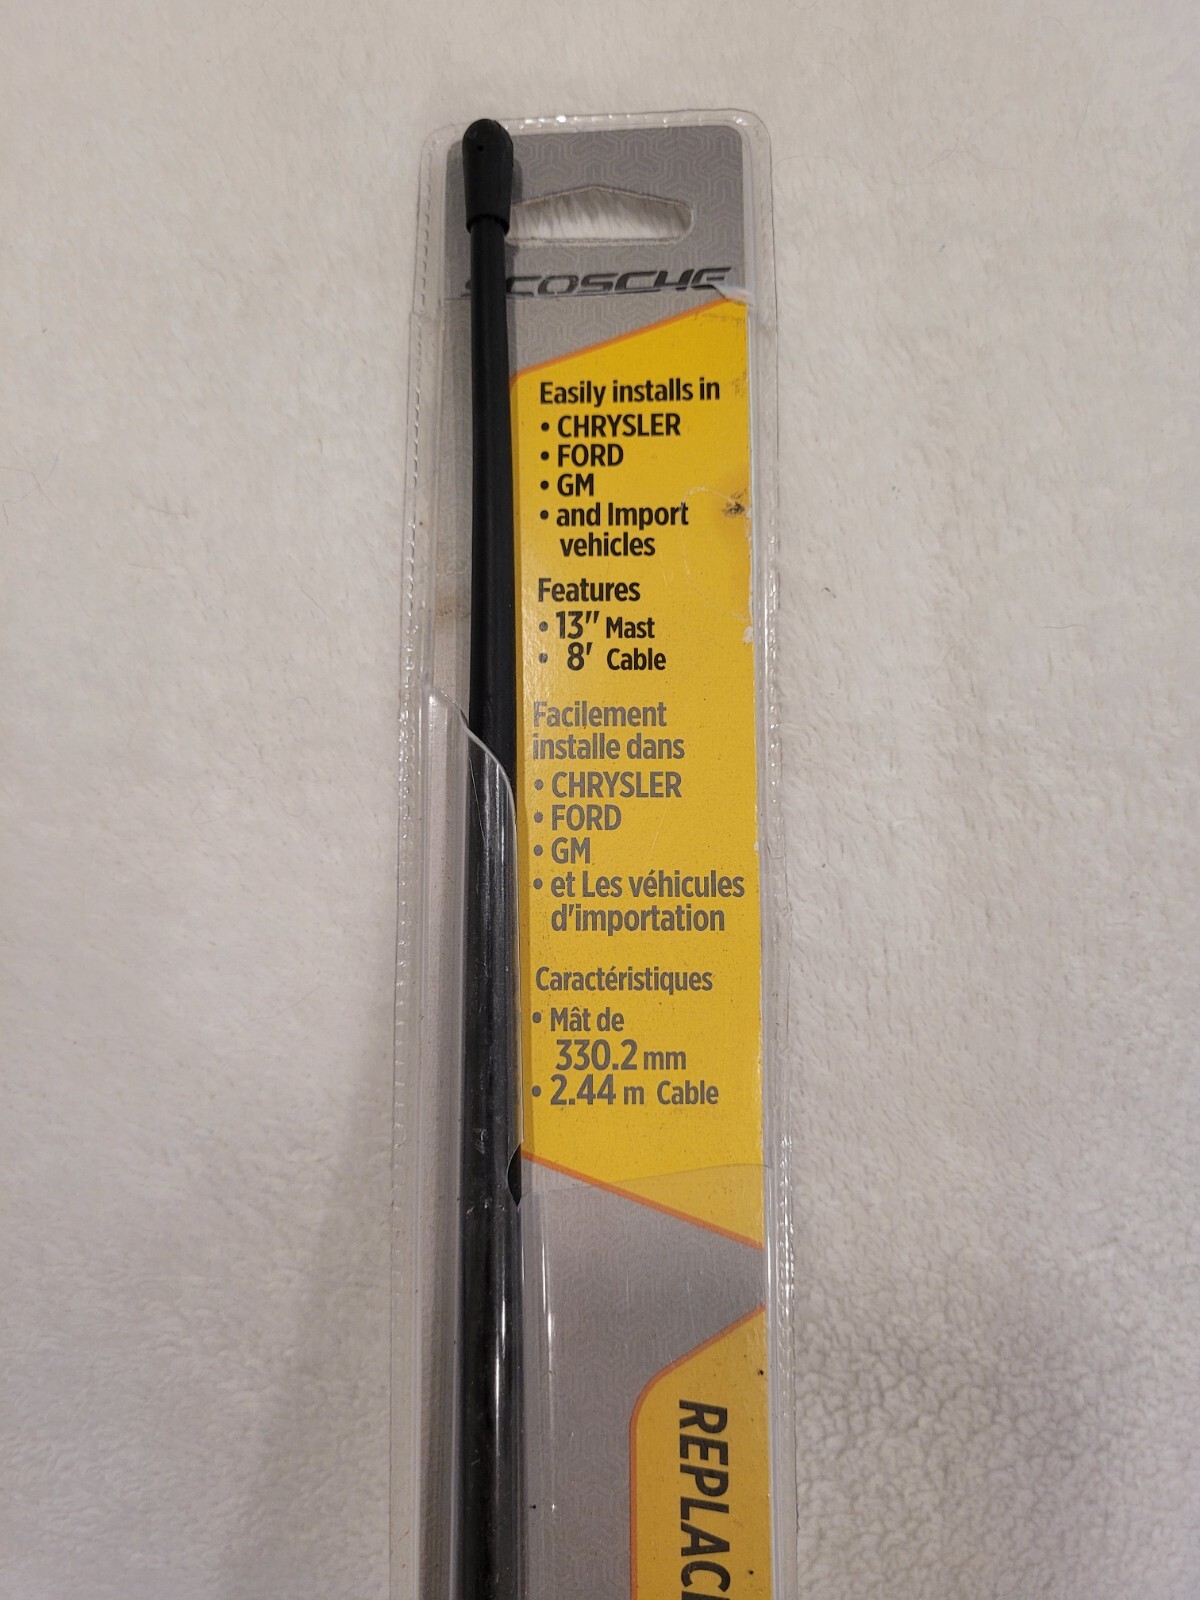 SCOSCHE
Easily installs in
• CHRYSLER
• FORD
• GM
• and Import
vehicles
Features
• 13" Mast
• 8' Cable
Facilement
installe dans
• CHRYSLER
• FORD
• GM
• et Les véhicules
d'importation
Caractéristiques
• Mât de
330.2 mm
• 2.44 m Cable
REPLAC